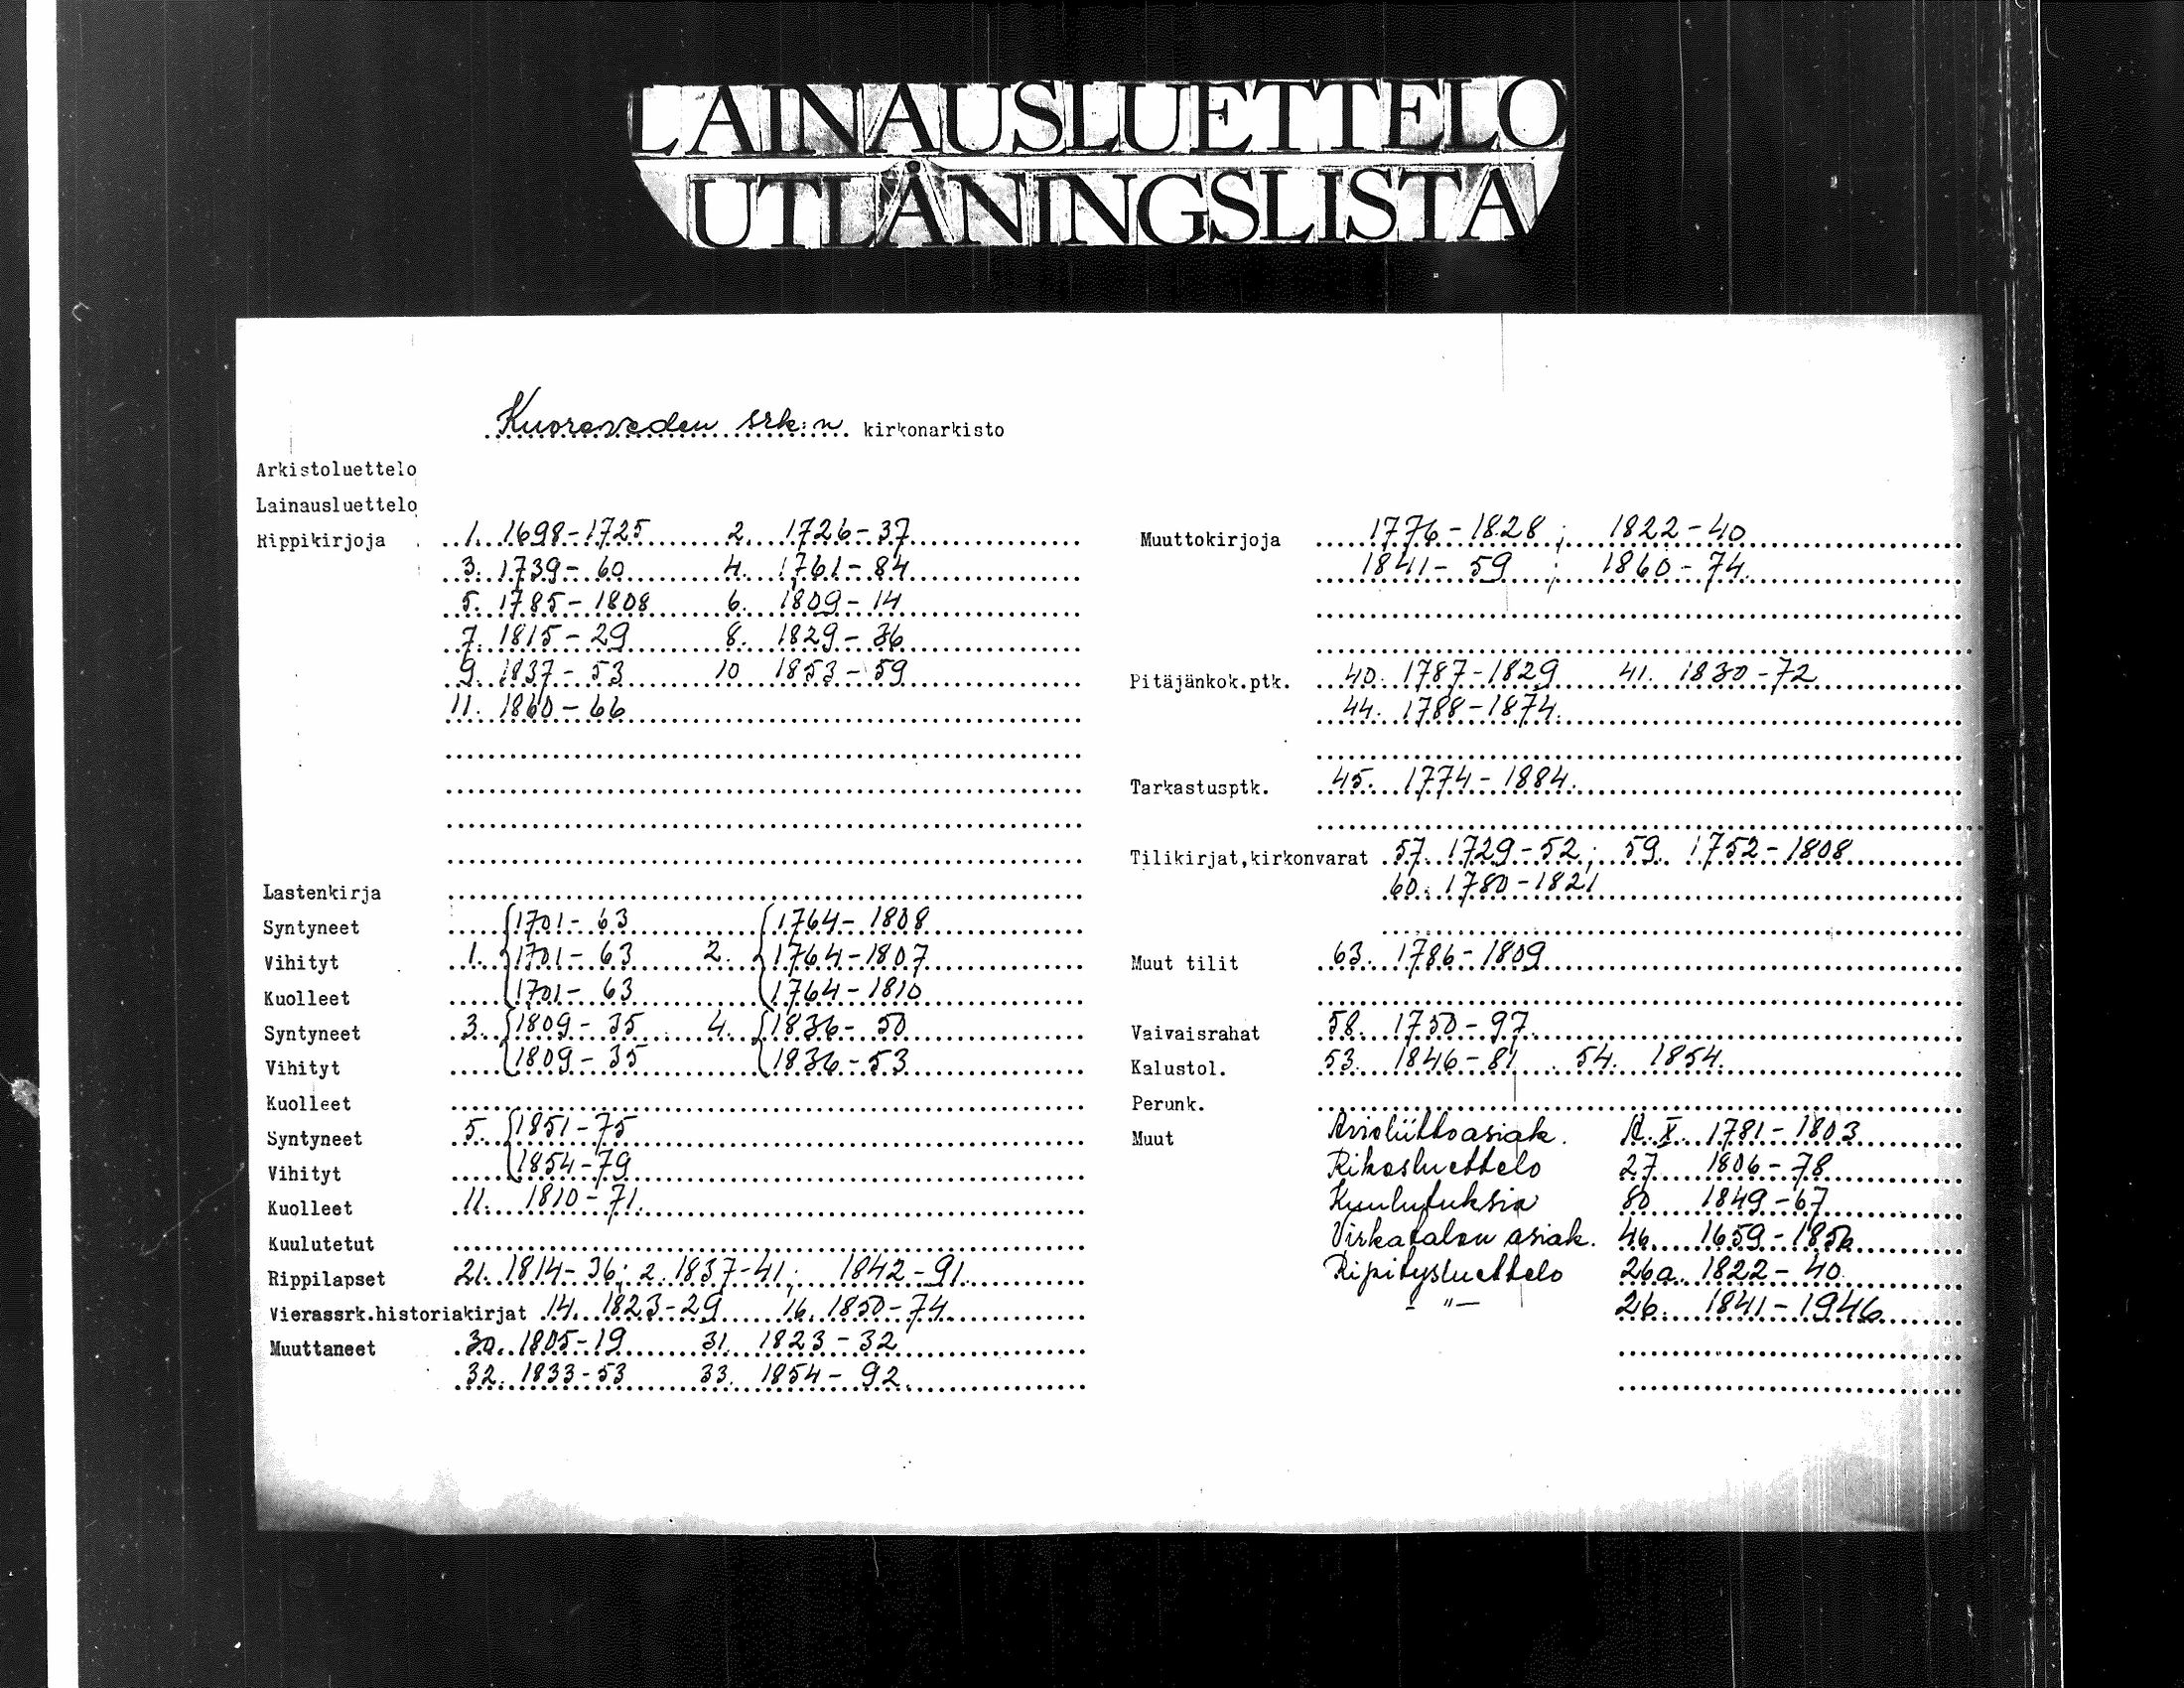 LAINAUSLUETTELO
UTLÅNINGSLISTA
Kuoreveden srk:n kirkonarkisto
Arkistoluettelo
Lainausluettelo
Rippikirjoja 1. 1698-1725 2. 1726-37
3. 1739-60 4. 1761-84
5. 1785-1808 6. 1809-14
7. 1815-29 8. 1829-36
9. 1837-53 10 1853-59
11. 1860-66
Lastenkirja
Syntyneet 1701-63 1764-1808
Vihityt 1. 1701-63 2. 1764-1807
Kuolleet 1701-63 1764-1810
Syntyneet 3. 1809-35 4. 1836-50
Vihityt 1809-35 1836-53
Kuolleet
Syntyneet 5. 1851-75
Vihityt 1854-79
Kuolleet 11. 1810-71.
Kuulutetut
Rippilapset 21. 1814-36; 2. 1837-41; 1842-91.
Vierassrk.historiakirjat 14. 1823-29 16. 1850-74
Muuttaneet 30. 1805-19 31. 1823-32
32. 1833-53 33. 1854-92.
Muuttokirjoja 1776-1828; 1822-40
1841-59 ; 1860-74.
Pitäjänkok.ptk. 40. 1787-1829 41. 1830-72
44. 1788-1874.
Tarkastusptk. 45. 1774-1884.
Tilikirjat,kirkonvarat 57. 1729-52; 59. 1752-1808
60. 1780-1821
Muut tilit 63. 1786-1809
Vaivaisrahat 58. 1750-97.
Kalustol. 53. 1846-81. 54. 1854.
Perunk.
Muut Avioliittoasiak. X. 1781-1803
Rikosluettelo 27 1806-78
Kuulutuksia 80 1849-67
Virkatalon asiak. 46. 1659-1856
Ripitysluettelo 26a. 1822-40.
- " - 26. 1841-1946